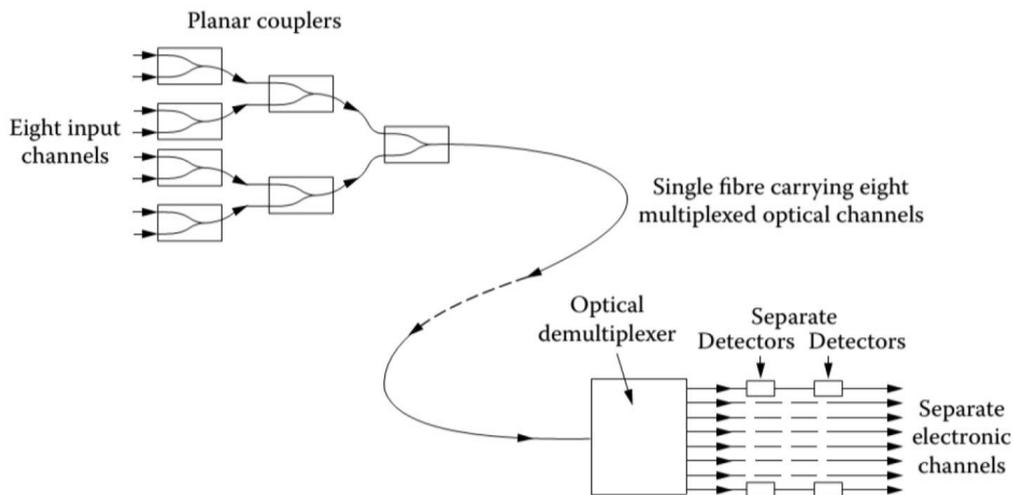 Planar couplers
Eight input
channels
Single fibre carrying eight
multiplexed optical channels
Optical
demultiplexer
Separate
Detectors Detectors
Separate
electronic
channels